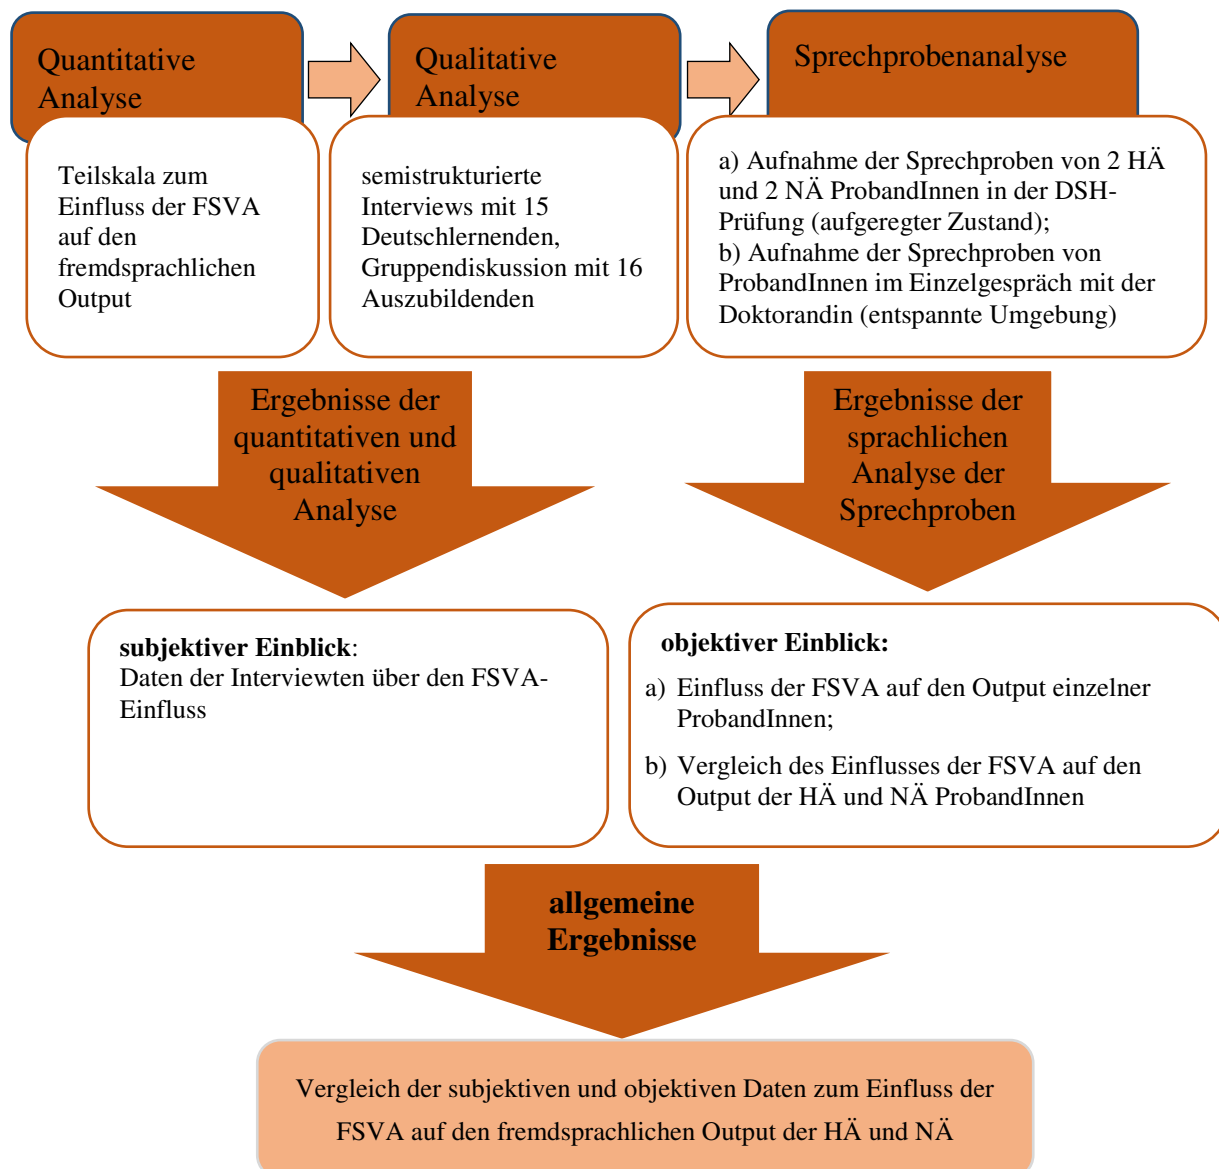 Quantitative
Analyse
Qualitative
Analyse
Sprechprobenanalyse
Teilskala zum
Einfluss der FSVA
auf den
fremdsprachlichen
Output
semistrukturierte
Interviews mit 15
Deutschlernenden,
Gruppendiskussion mit 16
Auszubildenden
a) Aufnahme der Sprechproben von 2 HÄ
und 2 NÄ ProbandInnen in der DSH-
Prüfung (aufgeregter Zustand);
b) Aufnahme der Sprechproben von
ProbandInnen im Einzelgespräch mit der
Doktorandin (entspannte Umgebung)
Ergebnisse der
quantitativen und
qualitativen
Analyse
Ergebnisse der
sprachlichen
Analyse der
Sprechproben
subjektiver Einblick:
Daten der Interviewten über den FSVA-
Einfluss
objektiver Einblick:
a) Einfluss der FSVA auf den Output einzelner
ProbandInnen;
b) Vergleich des Einflusses der FSVA auf den
Output der HÄ und NÄ ProbandInnen
allgemeine
Ergebnisse
Vergleich der subjektiven und objektiven Daten zum Einfluss der
FSVA auf den fremdsprachlichen Output der HÄ und NÄ